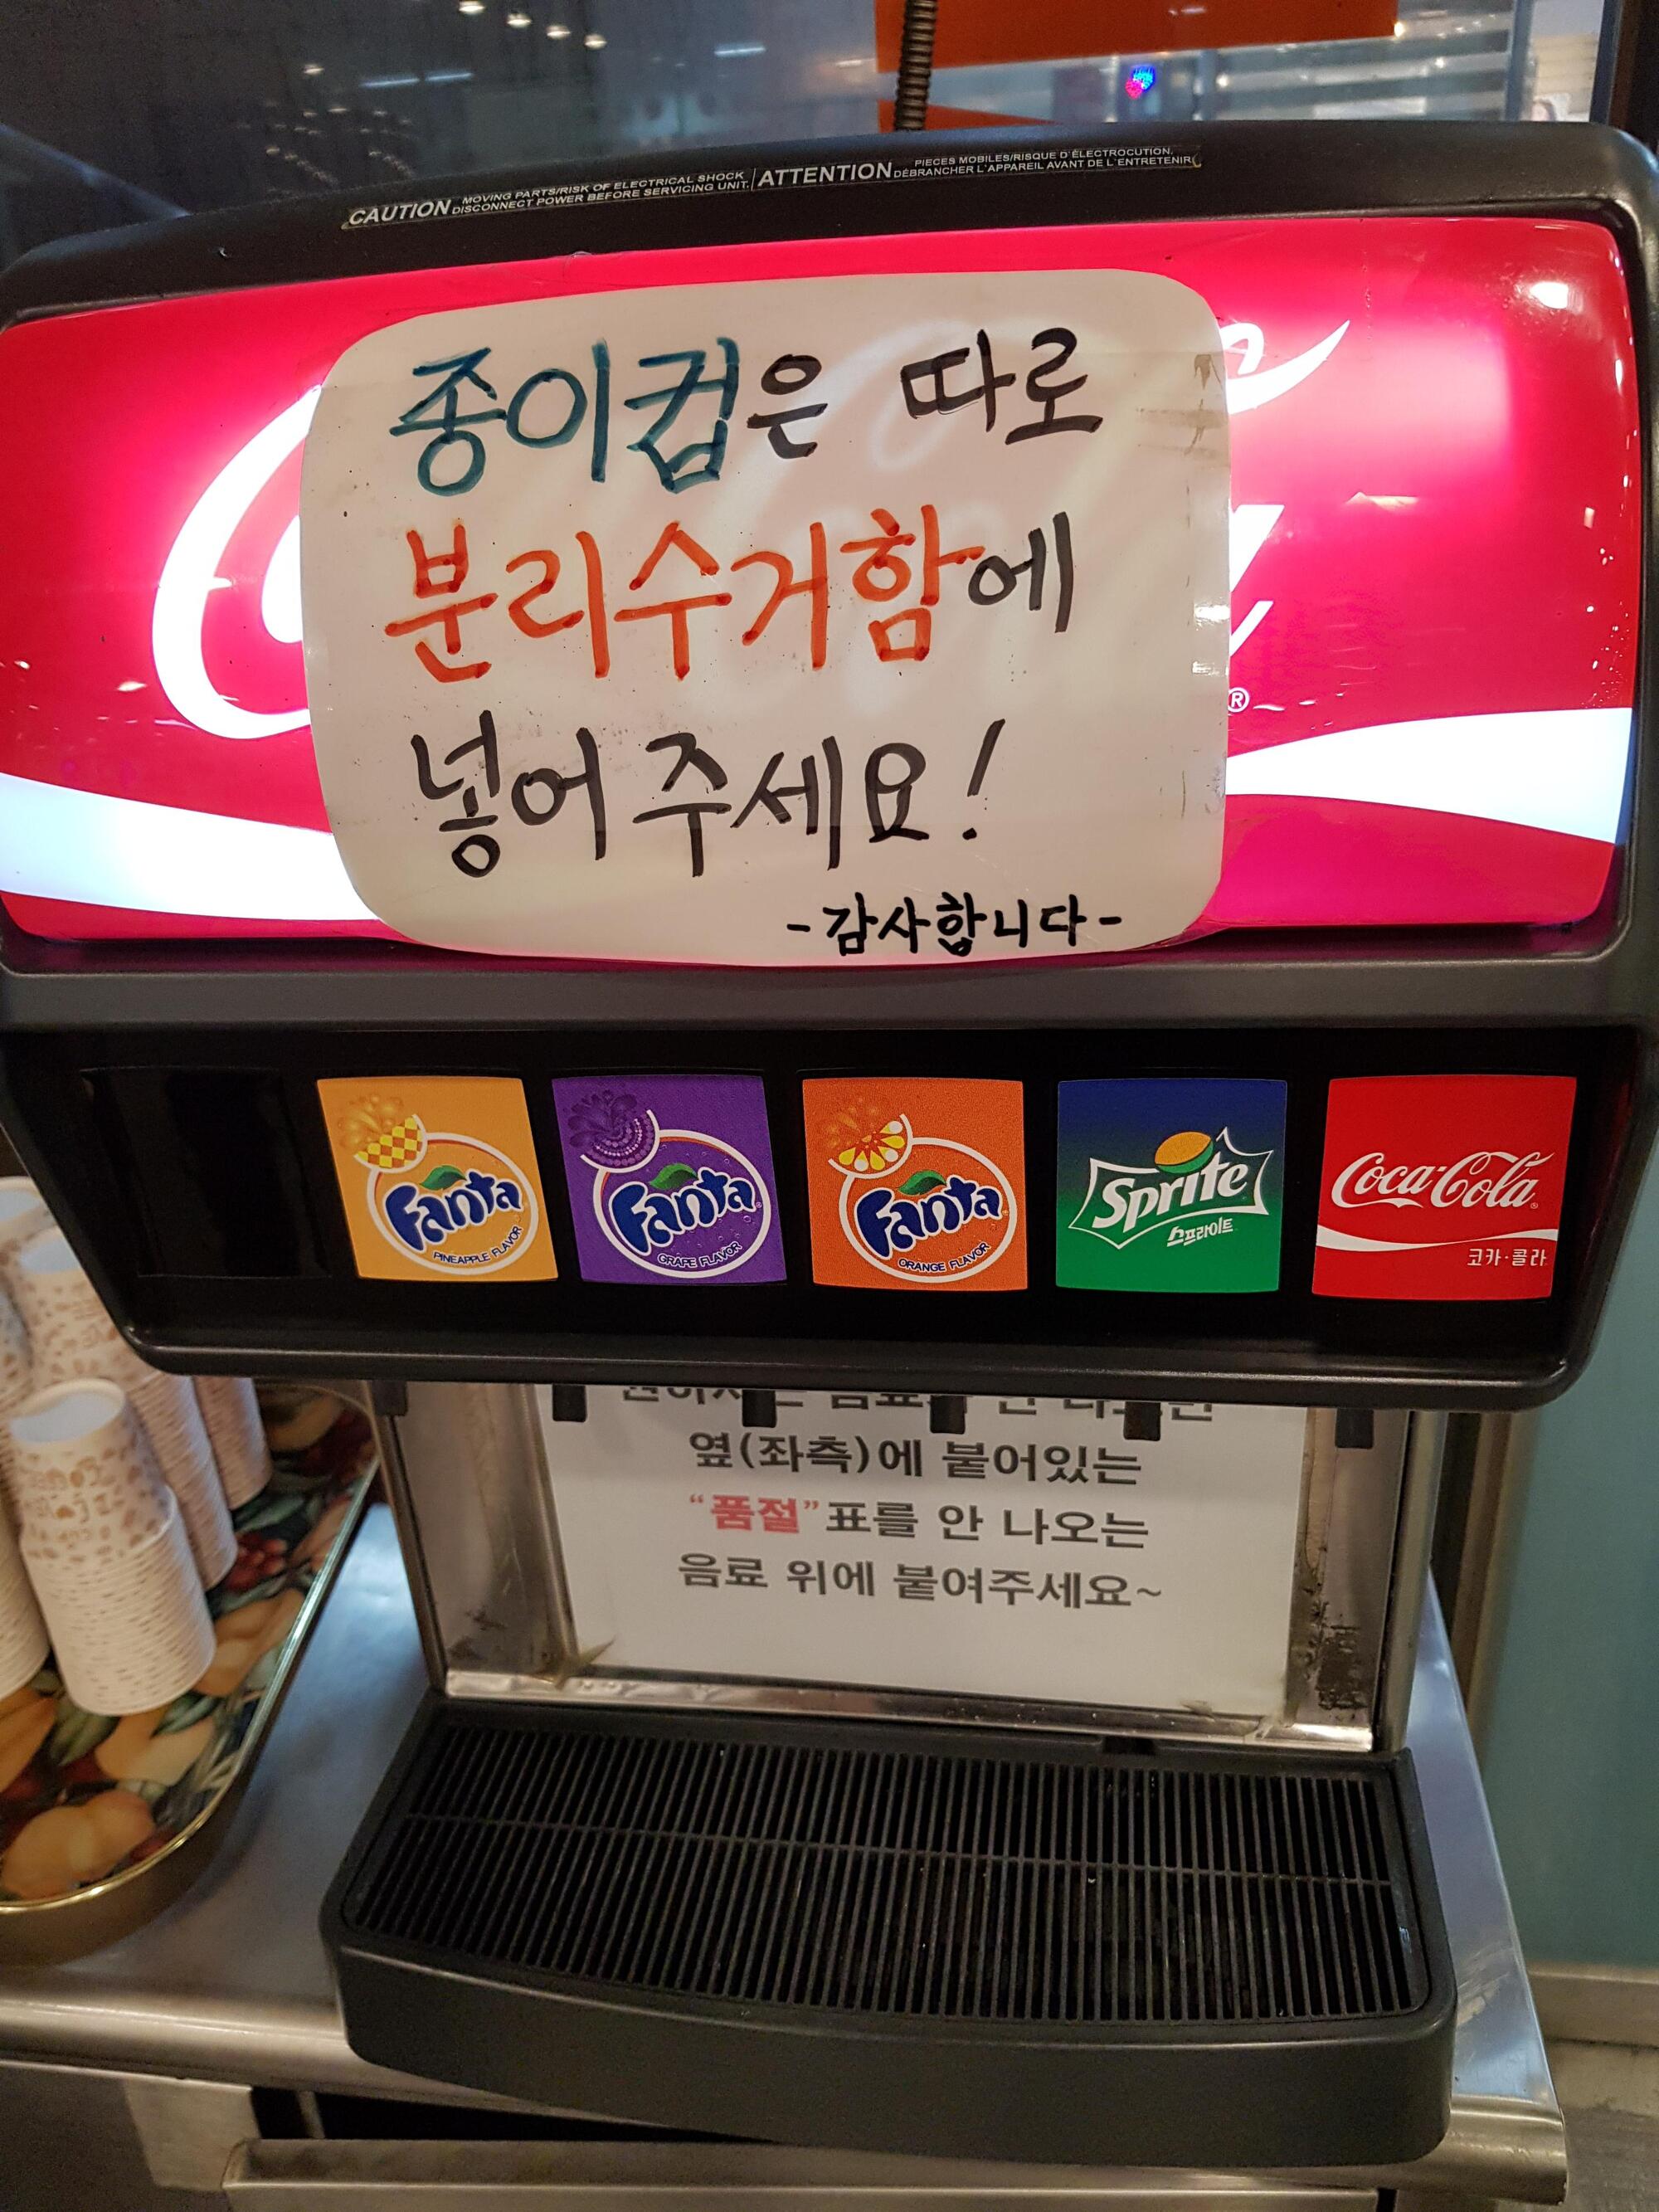 CAUTION MOVING PARTS/RISK OF ELECTRICAL SHOCK
DISCONNECT POWER BEFORE SERVICING UNIT.
ATTENTION PIECES MOBILES/RISQUE D'ÉLECTROCUTION.
DÉBRANCHER L'APPAREIL AVANT DE L'ENTRETENIR
종이컵은 따로
분리수거함에
넣어 주세요!
-감사합니다-
®
Fanta
PINEAPPLE FLAVOR
Fanta
GRAPE FLAVOR
Fanta
ORANGE FLAVOR
Sprite
스프라이트
Coca-Cola
코카·콜라
옆(좌측)에 붙어있는
“품절”표를 안 나오는
음료 위에 붙여주세요~